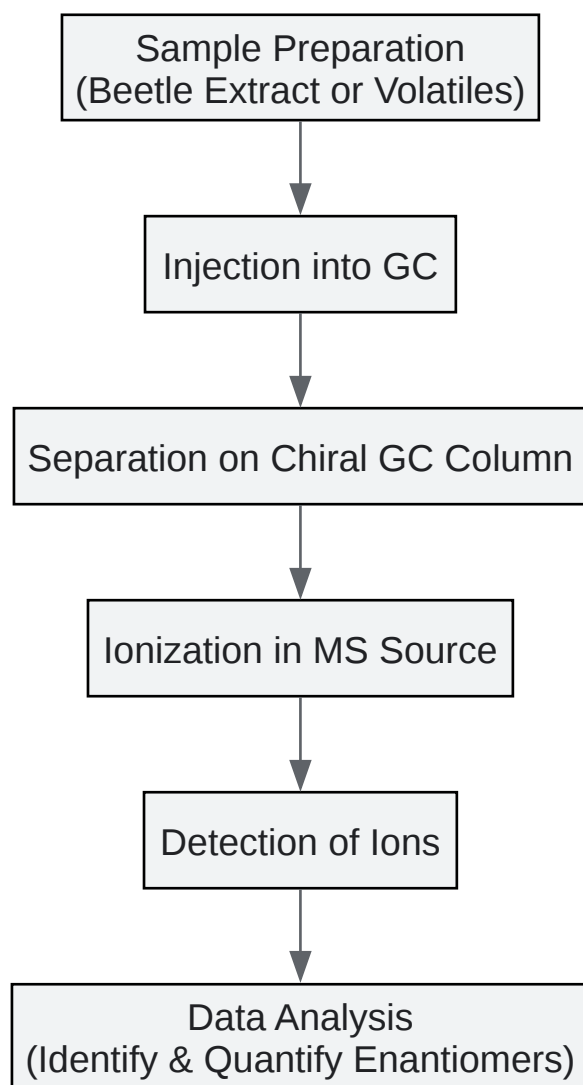 Sample Preparation
(Beetle Extract or Volatiles)
Injection into GC
Separation on Chiral GC Column
Ionization in MS Source
Detection of Ions
Data Analysis
(Identify & Quantify Enantiomers)